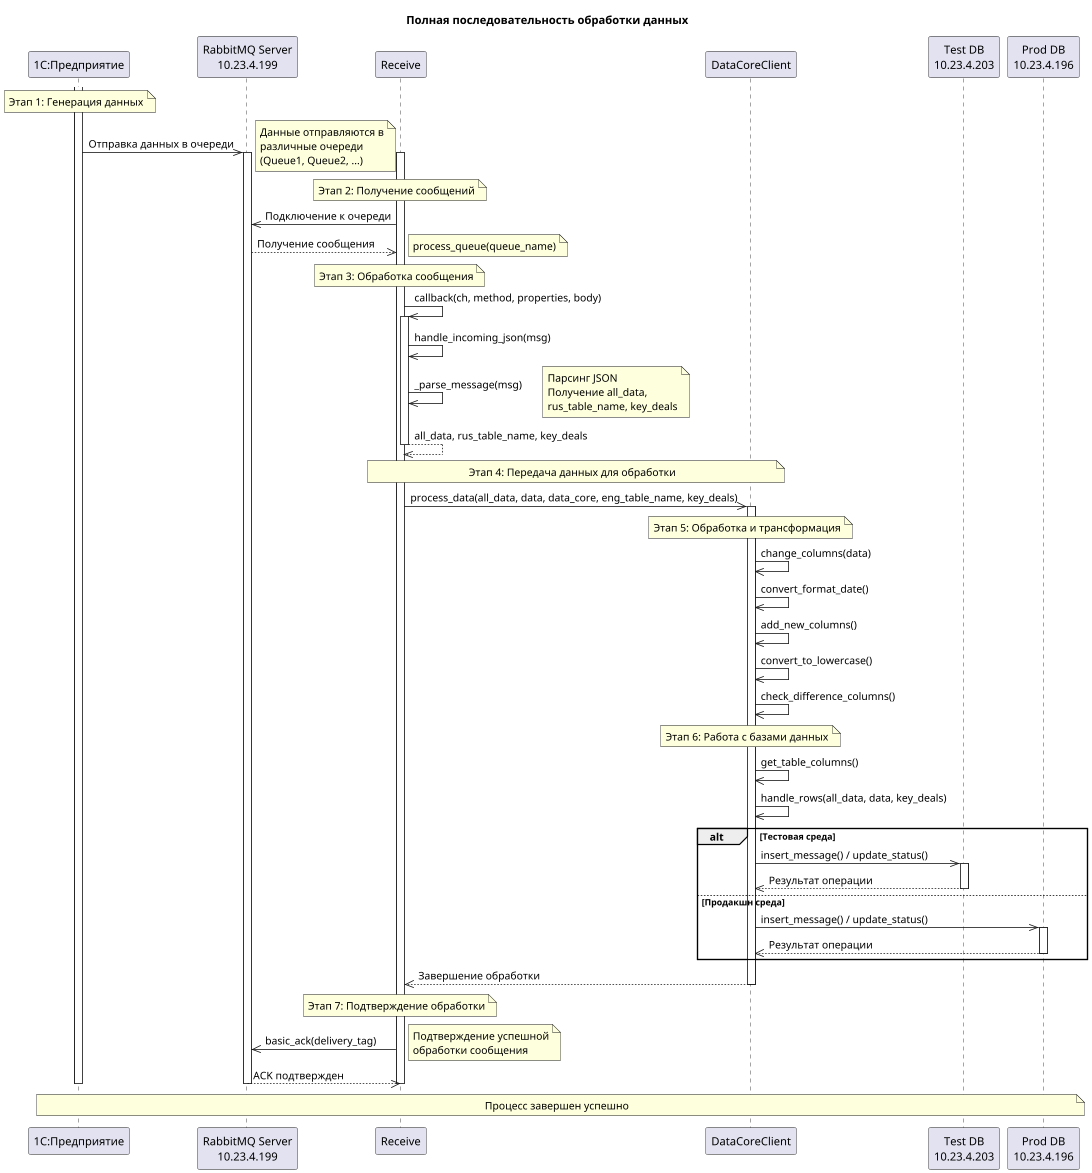 Полная последовательность обработки данных
1С:Предприятие
RabbitMQ Server
10.23.4.199
Receive
DataCoreClient
Test DB
10.23.4.203
Prod DB
10.23.4.196
Этап 1: Генерация данных
Отправка данных в очереди
Данные отправляются в
различные очереди
(Queue1, Queue2, ...)
Этап 2: Получение сообщений
Подключение к очереди
Получение сообщения
process_queue(queue_name)
Этап 3: Обработка сообщения
callback(ch, method, properties, body)
handle_incoming_json(msg)
_parse_message(msg)
Парсинг JSON
Получение all_data,
rus_table_name, key_deals
all_data, rus_table_name, key_deals
Этап 4: Передача данных для обработки
process_data(all_data, data, data_core, eng_table_name, key_deals)
Этап 5: Обработка и трансформация
change_columns(data)
convert_format_date()
add_new_columns()
convert_to_lowercase()
check_difference_columns()
Этап 6: Работа с базами данных
get_table_columns()
handle_rows(all_data, data, key_deals)
alt
[Тестовая среда]
insert_message() / update_status()
Результат операции
[Продакшн среда]
insert_message() / update_status()
Результат операции
Завершение обработки
Этап 7: Подтверждение обработки
basic_ack(delivery_tag)
Подтверждение успешной
обработки сообщения
ACK подтвержден
Процесс завершен успешно
1С:Предприятие
RabbitMQ Server
10.23.4.199
Receive
DataCoreClient
Test DB
10.23.4.203
Prod DB
10.23.4.196